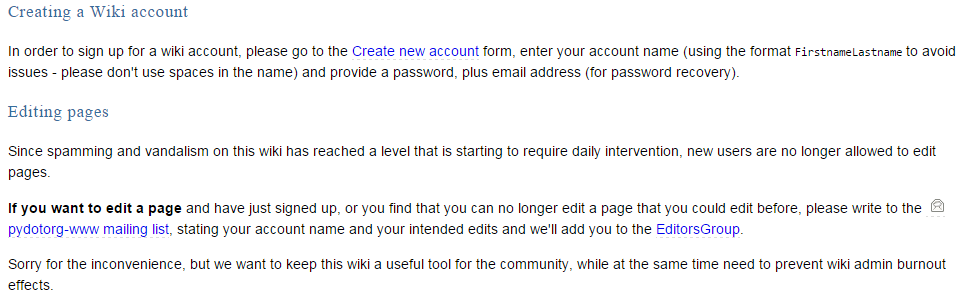 Creating a Wiki account
In order to sign up for a wiki account, please go to the Create new account form, enter your account name (using the format FirstnameLastname to avoid
issues - please don't use spaces in the name) and provide a password, plus email address (for password recovery).
Editing pages
Since spamming and vandalism on this wiki has reached a level that is starting to require daily intervention, new users are no longer allowed to edit
pages.
If you want to edit a page and have just signed up, or you find that you can no longer edit a page that you could edit before, please write to the
pydotorg-www mailing list, stating your account name and your intended edits and we'll add you to the EditorsGroup.
Sorry for the inconvenience, but we want to keep this wiki a useful tool for the community, while at the same time need to prevent wiki admin burnout
effects.